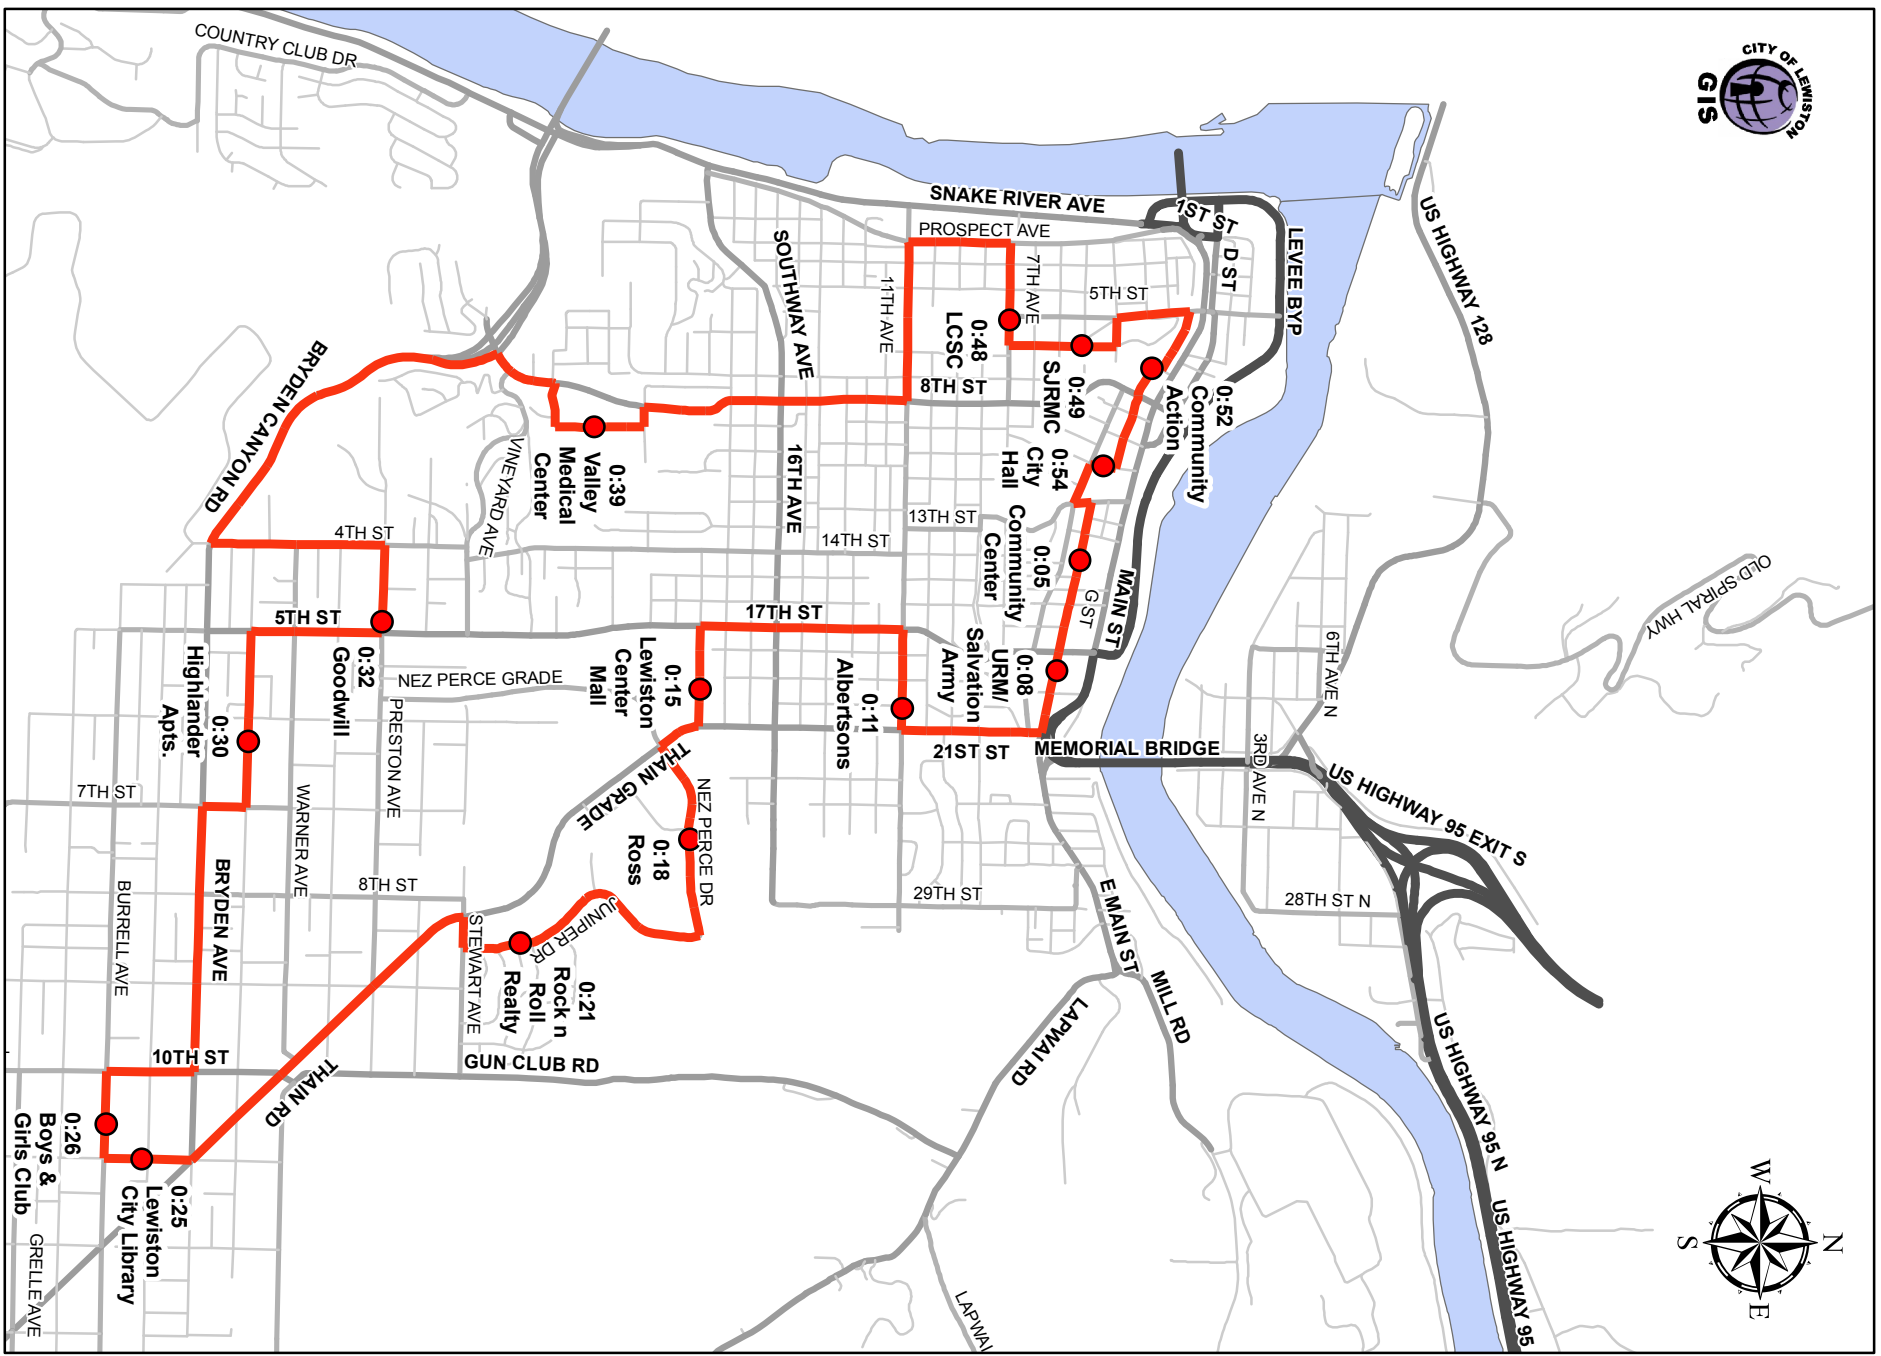 CITY OF LEWISTON
GIS
COUNTRY CLUB DR
SNAKE RIVER AVE
PROSPECT AVE
1ST ST
D ST
LEVEE BYP
US HIGHWAY 128
7TH AVE
5TH ST
11TH AVE
SOUTHWAY AVE
8TH ST
0:48
LCSC
0:49
SJRMC
0:52
Community
Action
0:54
City
Hall
BRYDEN CANYON RD
VINEYARD AVE
0:39
Valley
Medical
Center
16TH AVE
13TH ST
14TH ST
4TH ST
0:05
Community
Center
G ST
MAIN ST
OLD SPIRAL HWY
6TH AVE N
5TH ST
17TH ST
0:32
Goodwill
NEZ PERCE GRADE
0:15
Lewiston
Center
Mall
0:11
Albertsons
0:08
URM/
Salvation
Army
21ST ST
MEMORIAL BRIDGE
3RD AVE N
US HIGHWAY 95 EXIT S
0:30
Highlander
Apts.
7TH ST
WARNER AVE
PRESTON AVE
THAIN GRADE
NEZ PERCE DR
0:18
Ross
8TH ST
29TH ST
28TH ST N
BURRELL AVE
BRYDEN AVE
STEWART AVE
JUNIPER DR
0:21
Rock n
Roll
Realty
E MAIN ST
MILL RD
LAPWAI RD
10TH ST
GUN CLUB RD
THAIN RD
US HIGHWAY 95 N
US HIGHWAY 95
0:26
Boys &
Girls Club
0:25
Lewiston
City Library
GRELLE AVE
LAPWAI
N
W
E
S